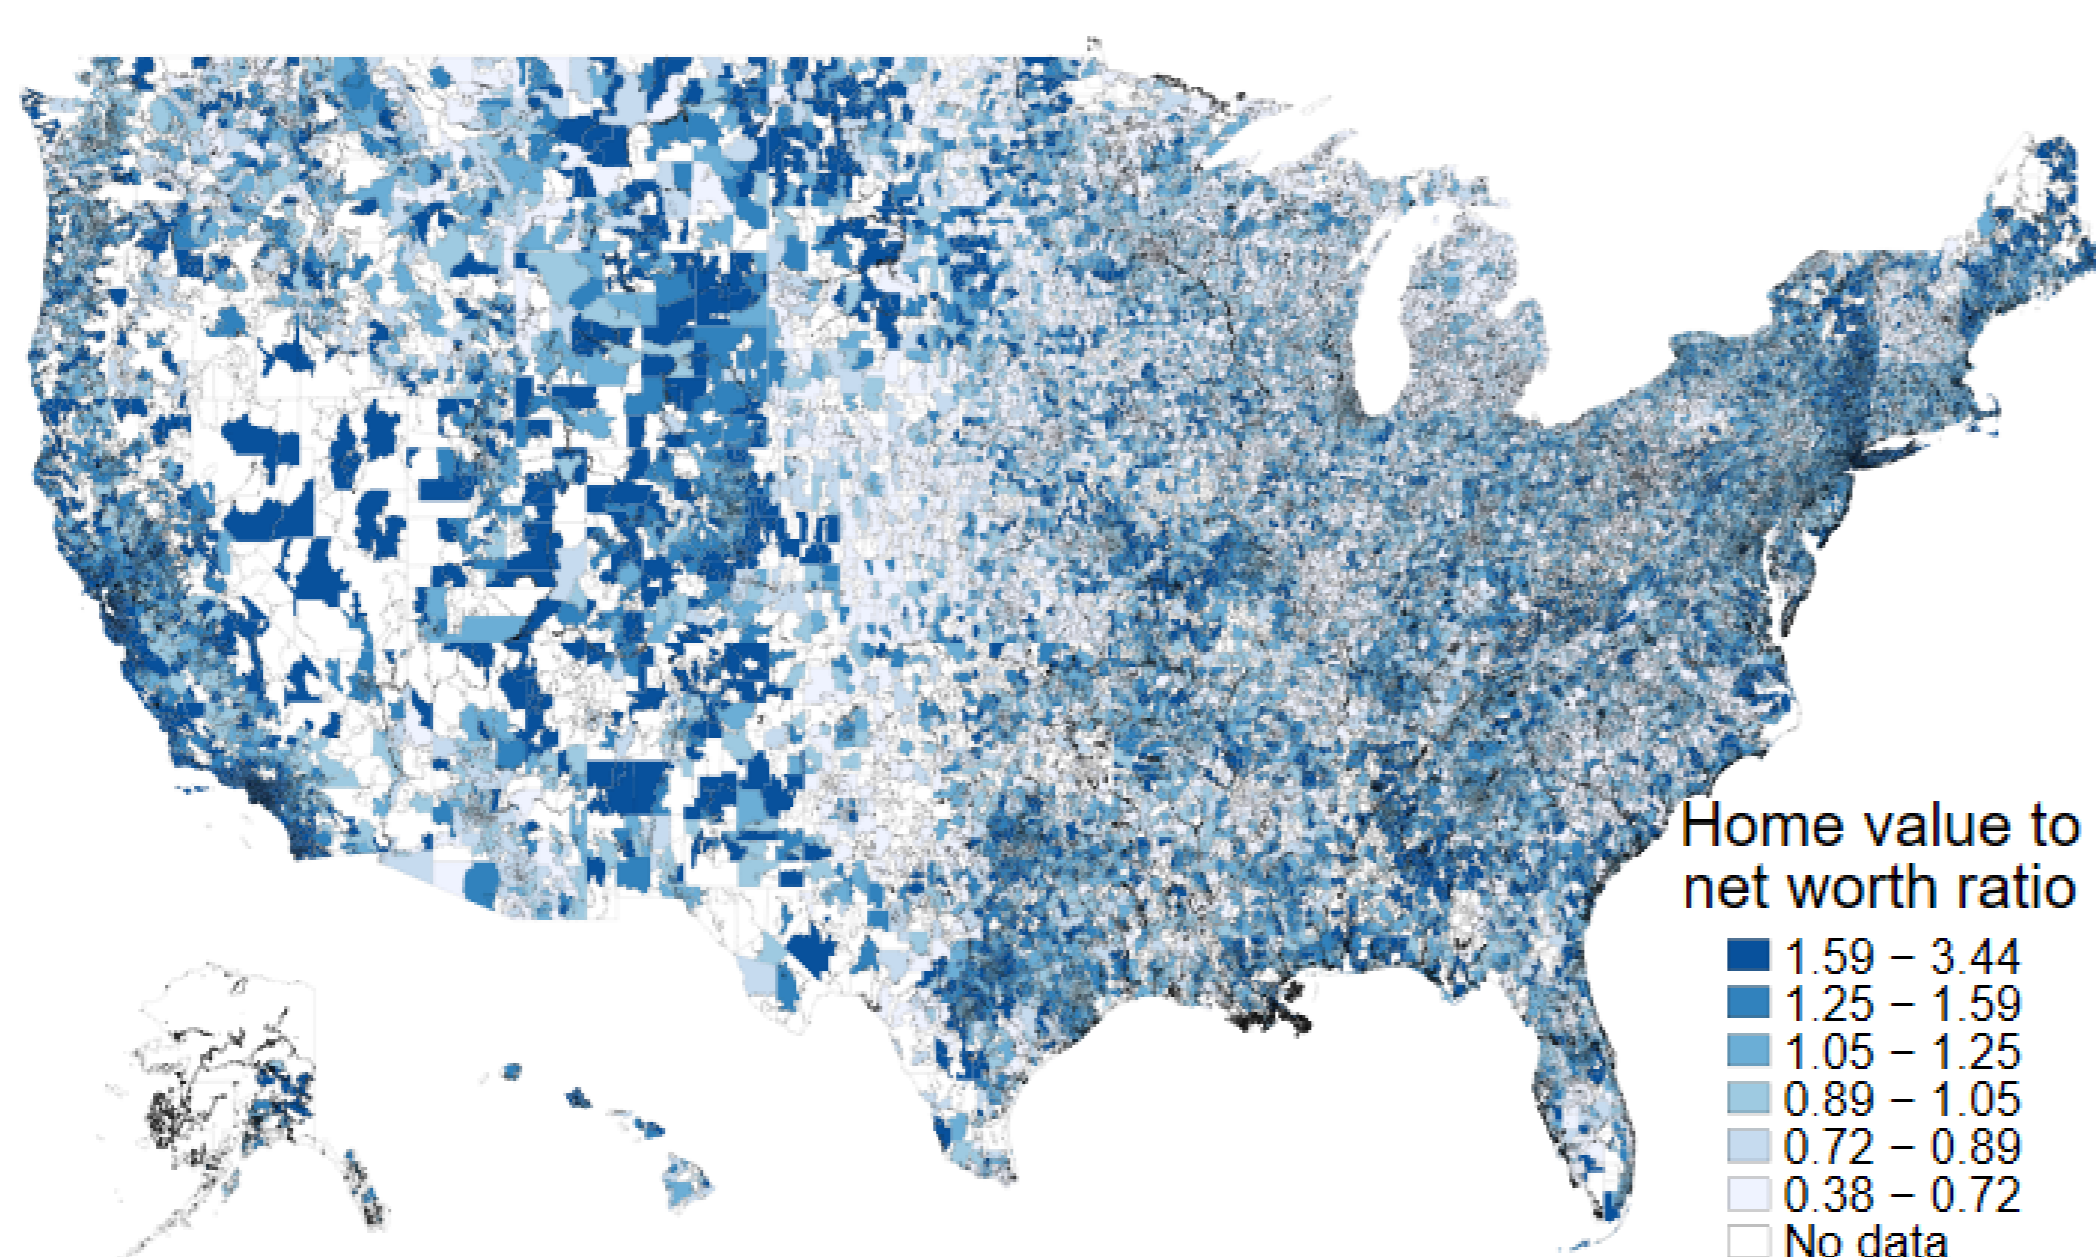 Home value to
net worth ratio
1.59 – 3.44
1.25 – 1.59
1.05 – 1.25
0.89 – 1.05
0.72 – 0.89
0.38 – 0.72
No data